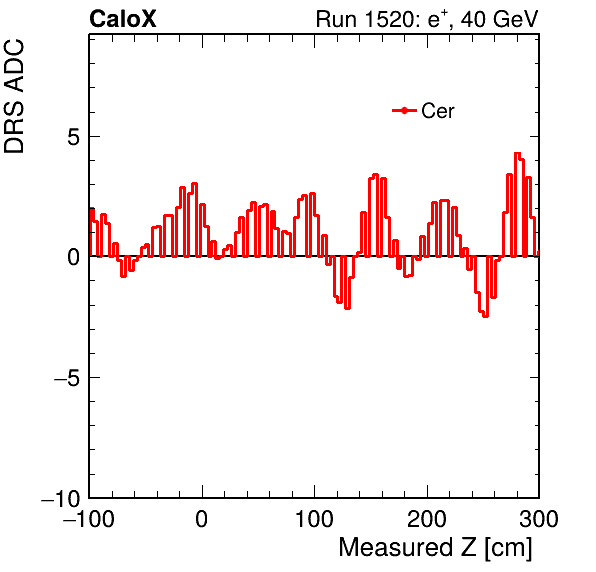 CaloX
Run 1520: e⁺, 40 GeV
DRS ADC
Cer
5
0
−5
−10
−100 0 100 200 300
Measured Z [cm]